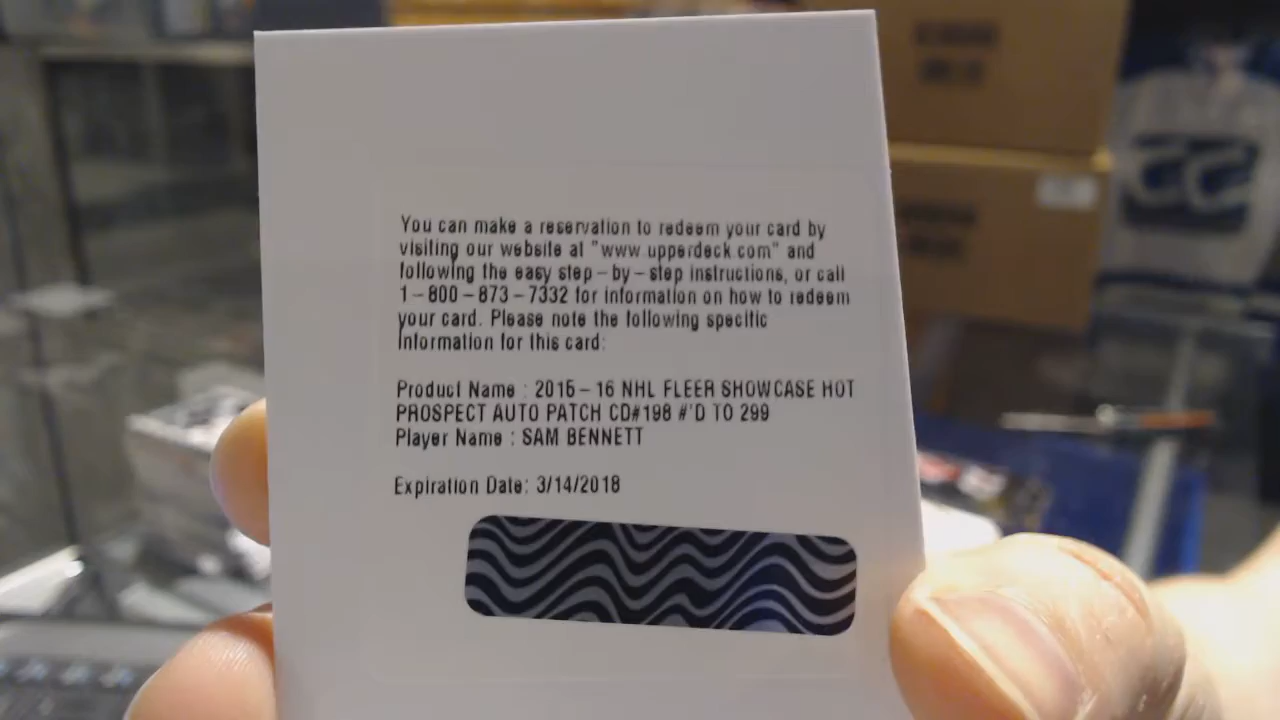 You can make a reservation to redeem your card by
visiting our website at "www.upperdeck.com" and
following the easy step – by – step instructions, or call
1 – 800 – 873 – 7332 for information on how to redeem
your card. Please note the following specific
information for this card:
Product Name : 2015 – 16 NHL FLEER SHOWCASE HOT
PROSPECT AUTO PATCH CD#198 #'D TO 299
Player Name : SAM BENNETT
Expiration Date: 3/14/2018